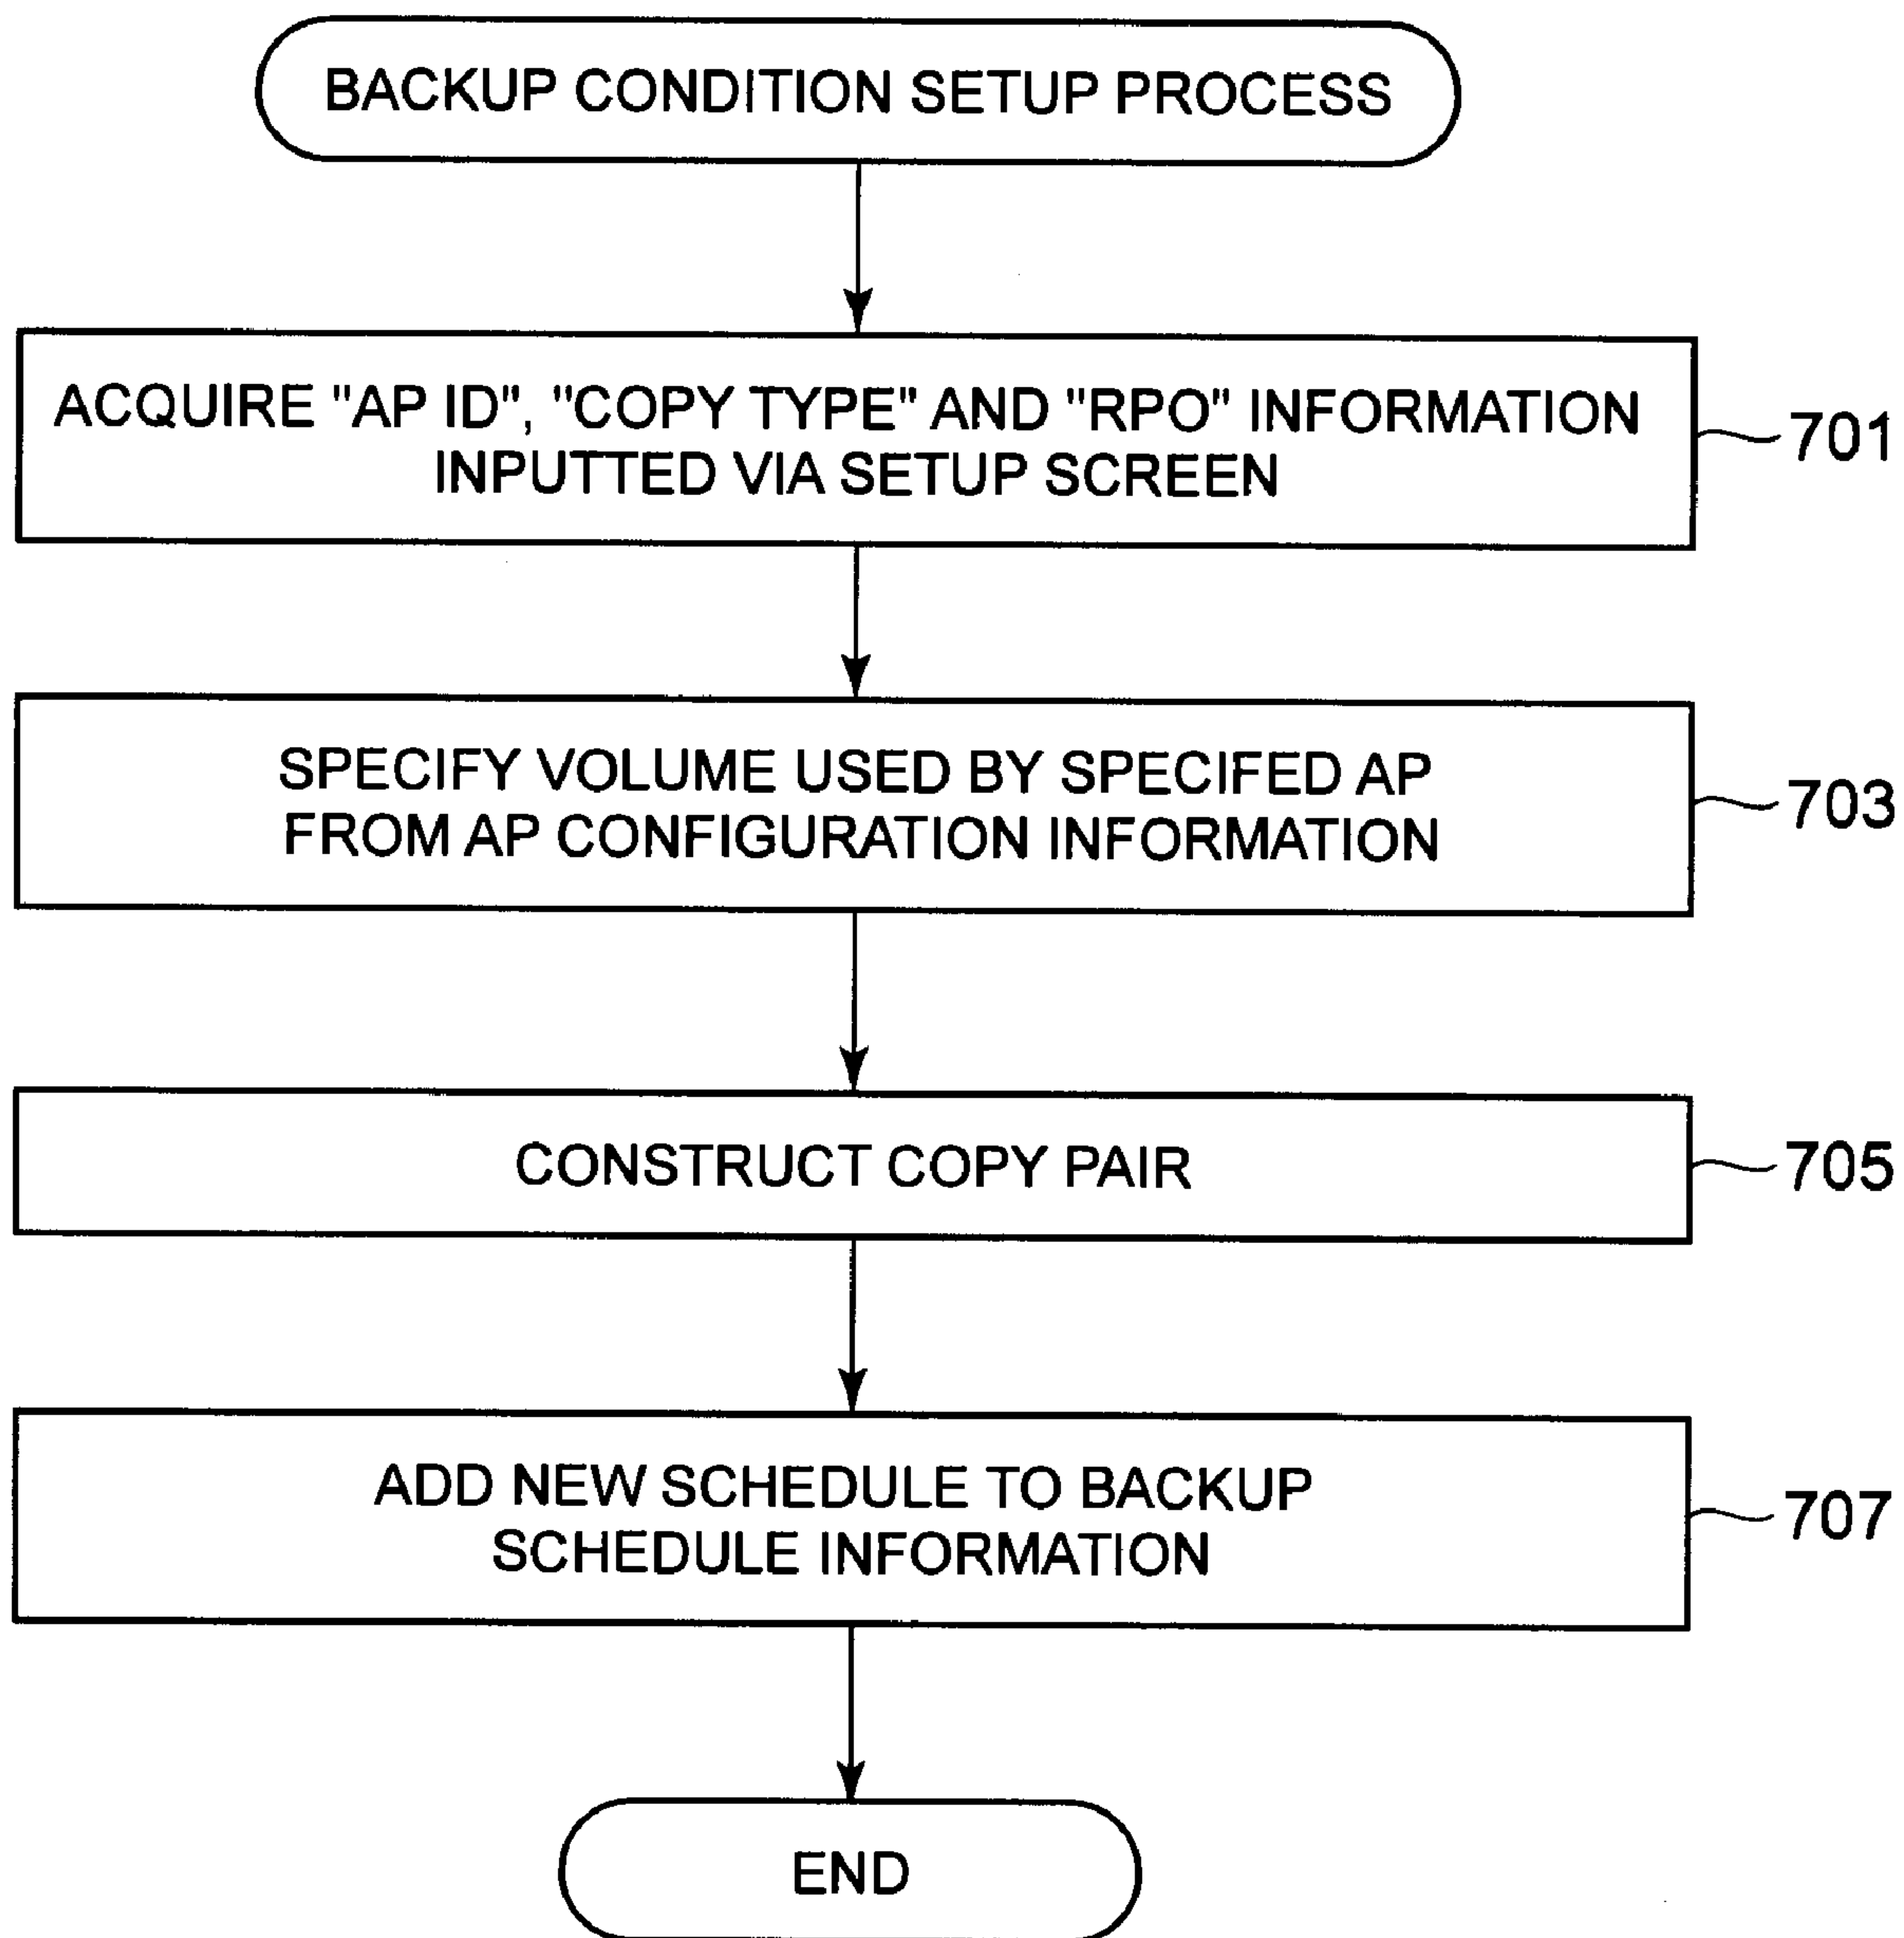 BACKUP CONDITION SETUP PROCESS
ACQUIRE "AP ID", "COPY TYPE" AND "RPO" INFORMATION
INPUTTED VIA SETUP SCREEN
701
SPECIFY VOLUME USED BY SPECIFED AP
FROM AP CONFIGURATION INFORMATION
703
CONSTRUCT COPY PAIR
705
ADD NEW SCHEDULE TO BACKUP
SCHEDULE INFORMATION
707
END